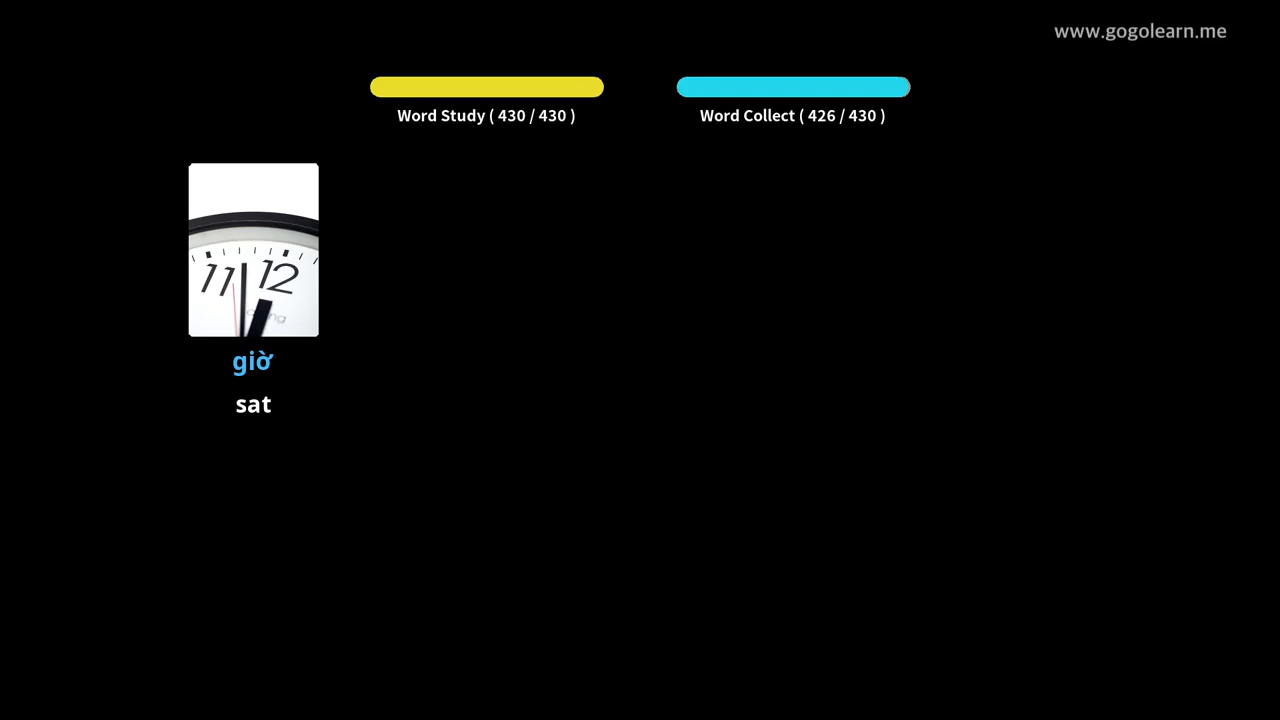 www.gogolearn.me
Word Study ( 430 / 430 )
Word Collect ( 426 / 430 )
11 12
giờ
sat